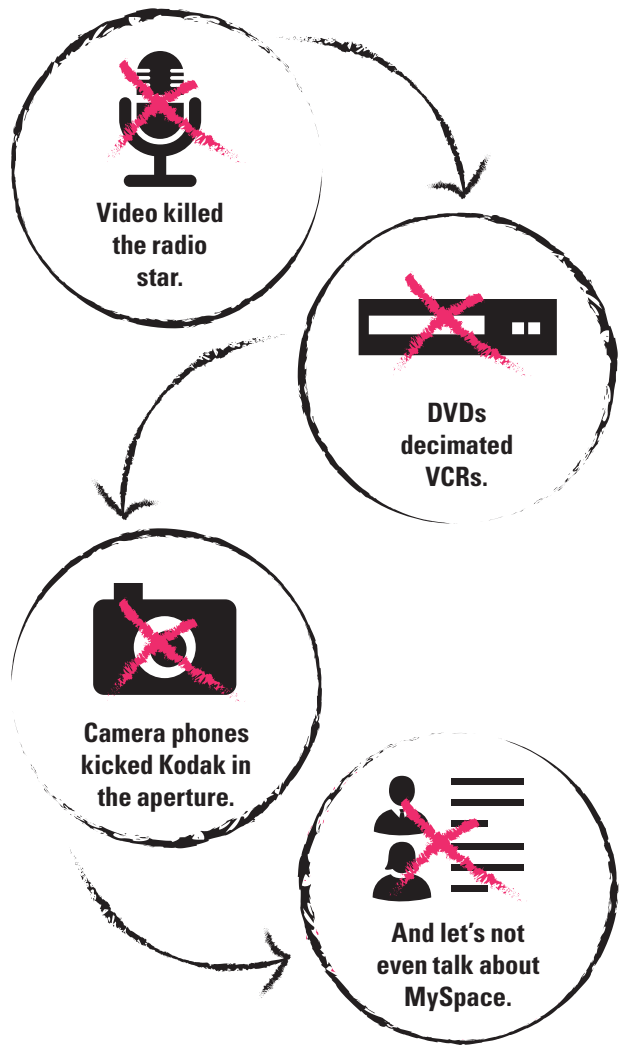 Video killed
the radio
star.
DVDs
decimated
VCRs.
Camera phones
kicked Kodak in
the aperture.
And let's not
even talk about
MySpace.